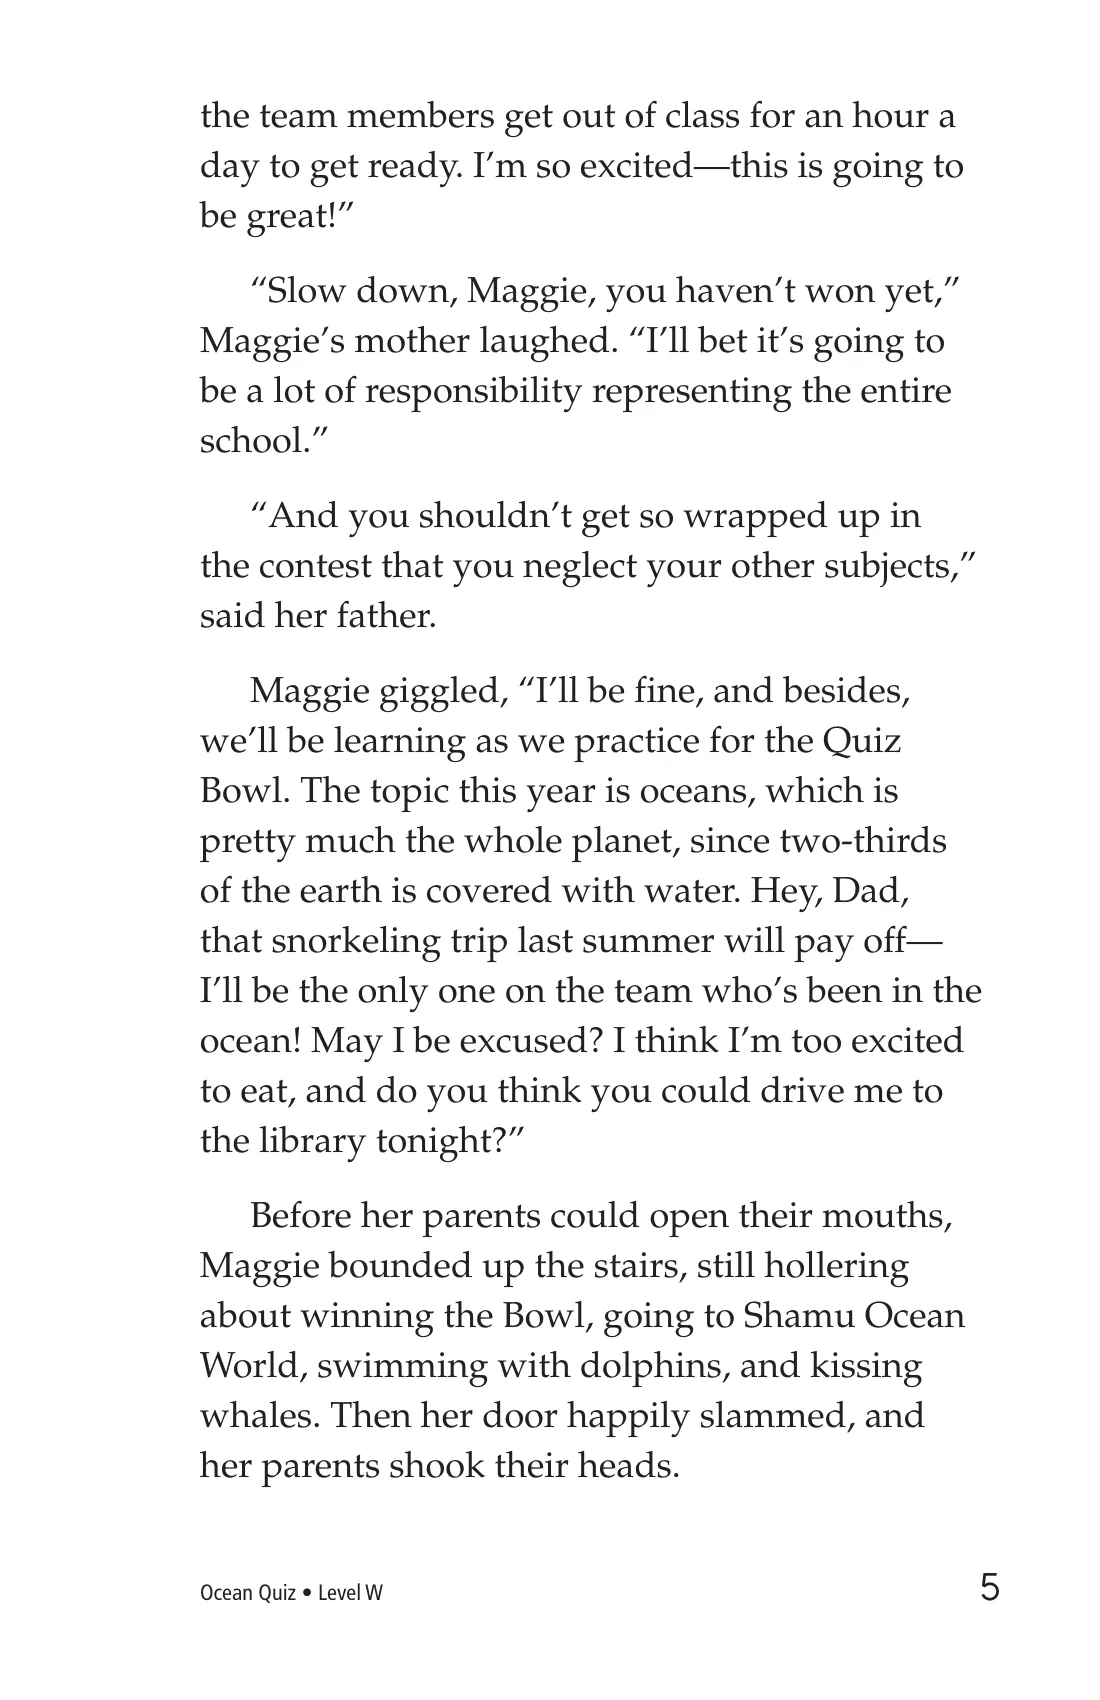 the team members get out of class for an hour a
day to get ready. I’m so excited—this is going to
be great!”
“Slow down, Maggie, you haven’t won yet,”
Maggie’s mother laughed. “I’ll bet it’s going to
be a lot of responsibility representing the entire
school.”
“And you shouldn’t get so wrapped up in
the contest that you neglect your other subjects,”
said her father.
Maggie giggled, “I’ll be fine, and besides,
we’ll be learning as we practice for the Quiz
Bowl. The topic this year is oceans, which is
pretty much the whole planet, since two-thirds
of the earth is covered with water. Hey, Dad,
that snorkeling trip last summer will pay off—
I’ll be the only one on the team who’s been in the
ocean! May I be excused? I think I’m too excited
to eat, and do you think you could drive me to
the library tonight?”
Before her parents could open their mouths,
Maggie bounded up the stairs, still hollering
about winning the Bowl, going to Shamu Ocean
World, swimming with dolphins, and kissing
whales. Then her door happily slammed, and
her parents shook their heads.
Ocean Quiz • Level W 5